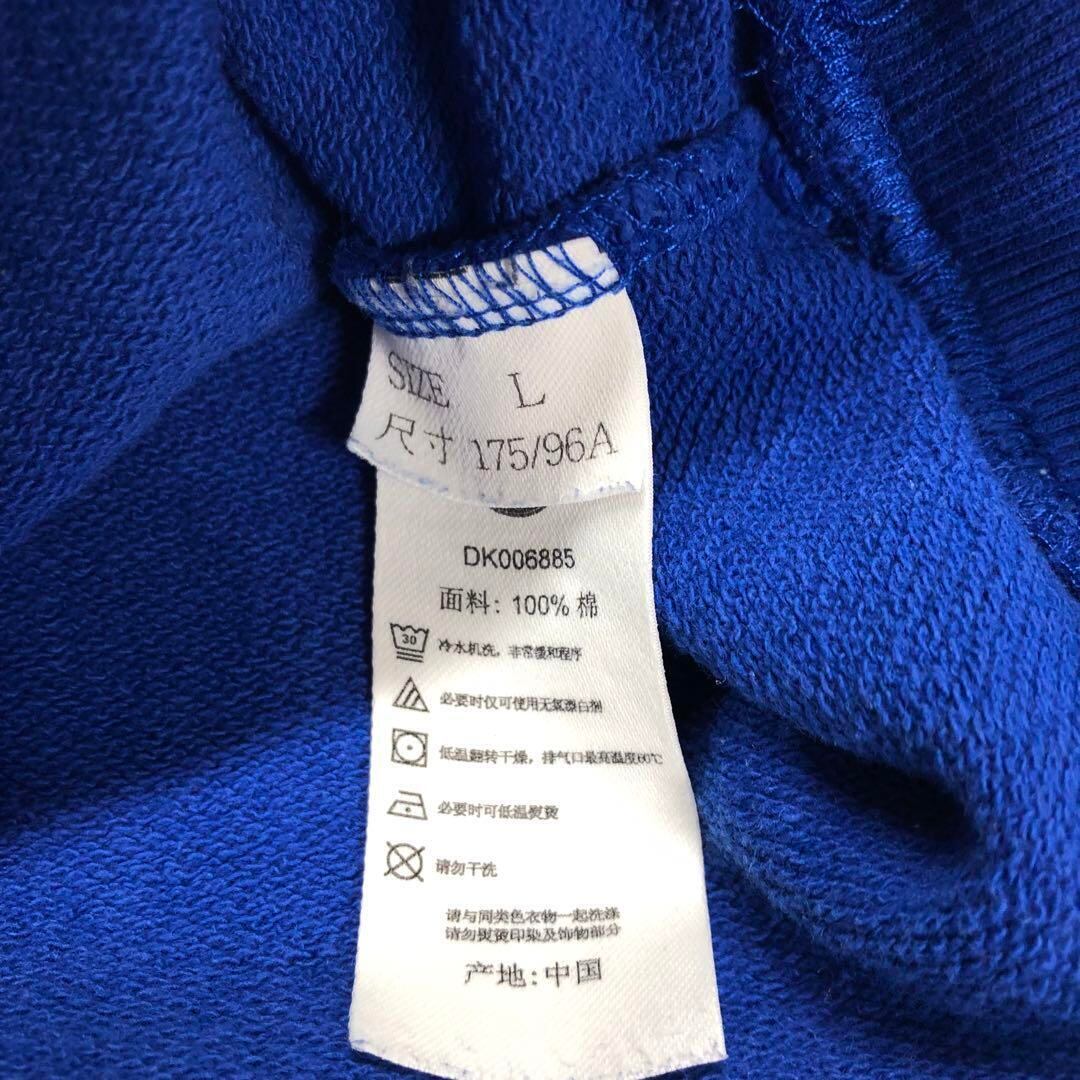 SIZE L
尺寸 175/96A
DK006885
面料: 100% 棉
30 冷水机洗，非常缓和程序
必要时仅可使用无氯漂白剂
低温翻转干燥，排气口最高温度60℃
必要时可低温熨烫
请勿干洗
请与同类色衣物一起洗涤
请勿熨烫印染及饰物部分
产地:中国